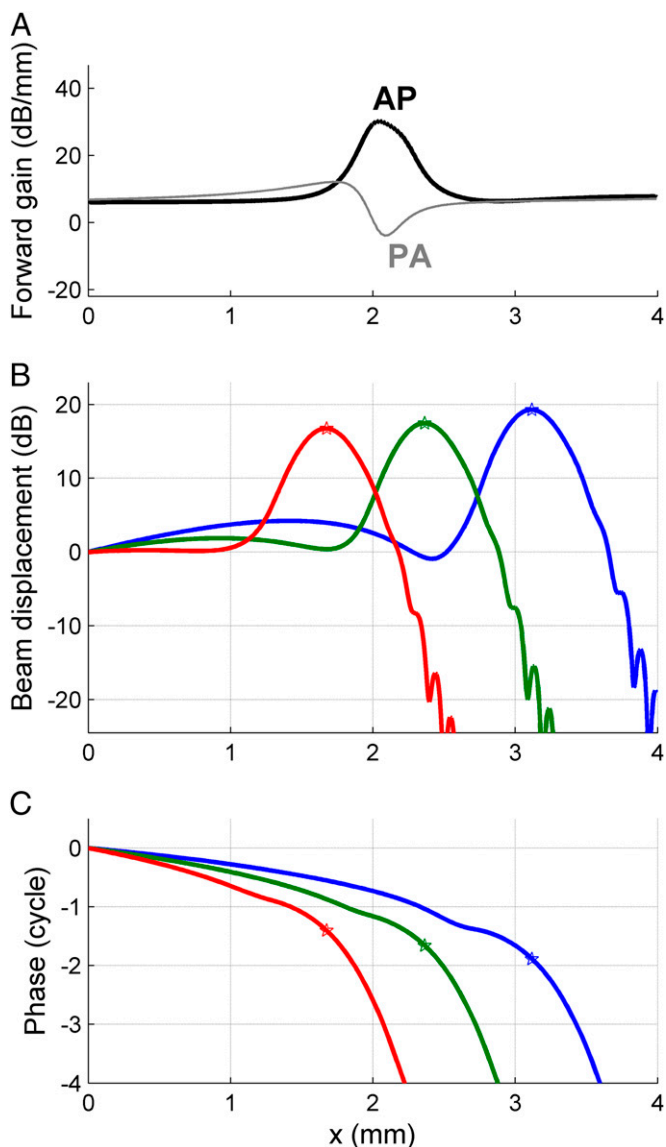 A
Forward gain (dB/mm)
40
20
0
-20
AP
PA
0 1 2 3 4
B
Beam displacement (dB)
20
10
0
-10
-20
0 1 2 3 4
C
Phase (cycle)
0
-1
-2
-3
-4
0 1 2 3 4
x (mm)